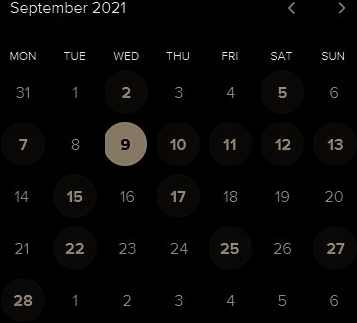 September 2021
MON TUE WED THU FRI SAT SUN
31 1 2 3 4 5 6
7 8 9 10 11 12 13
14 15 16 17 18 19 20
21 22 23 24 25 26 27
28 1 2 3 4 5 6